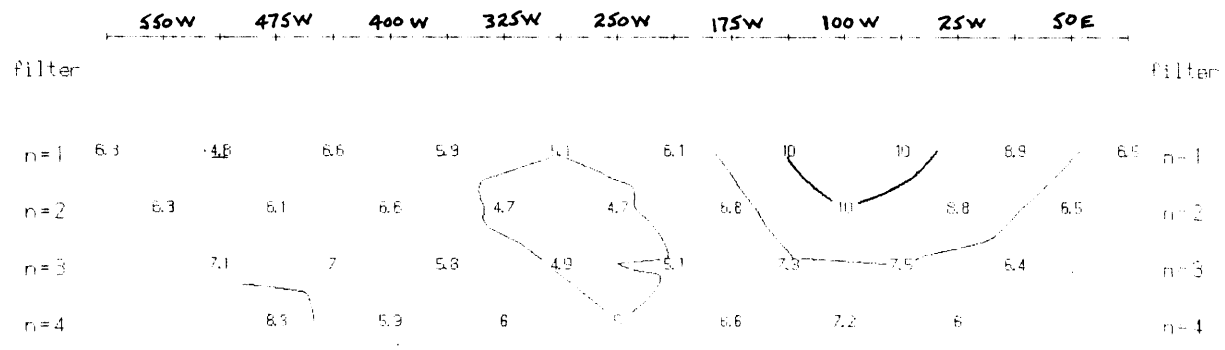 550W 475W 400W 325W 250W 175W 100W 25W 50E
filter filter
n=1 6.3 4.8 6.6 5.9 5.1 6.1 10 10 8.9 6.5 n=1
n=2 6.3 6.1 6.6 4.7 4.7 6.8 10 8.8 6.5 n=2
n=3 7.1 7 5.8 4.9 5.1 7.3 7.5 6.4 n=3
n=4 8.3 5.9 6 6.6 7.2 6 n=4